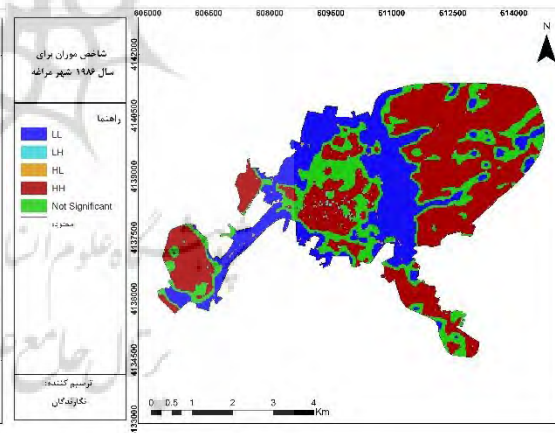 605000 606500 608000 609500 611000 612500 614000
شاخص موران برای
سال ۱۹۸۶ شهر مراغه
راهنما
LL
LH
HL
HH
Not Significant
محدوده
ترسیم کننده:
نگارندگان
4142000
4140500
4139000
4137500
4136000
4134500
4133000
N
0 0.5 1 2 3 4
Km